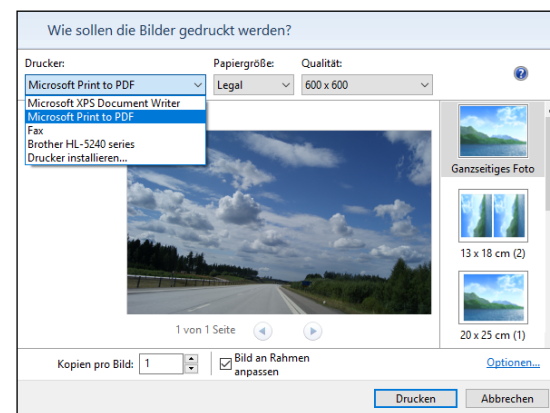 Wie sollen die Bilder gedruckt werden?
Drucker:
Papiergröße:
Qualität:
Microsoft Print to PDF
Legal
600 x 600
Microsoft XPS Document Writer
Microsoft Print to PDF
Fax
Brother HL-5240 series
Drucker installieren...
Ganzseitiges Foto
13 x 18 cm (2)
20 x 25 cm (1)
1 von 1 Seite
Kopien pro Bild: 1
Bild an Rahmen
anpassen
Optionen...
Drucken
Abbrechen